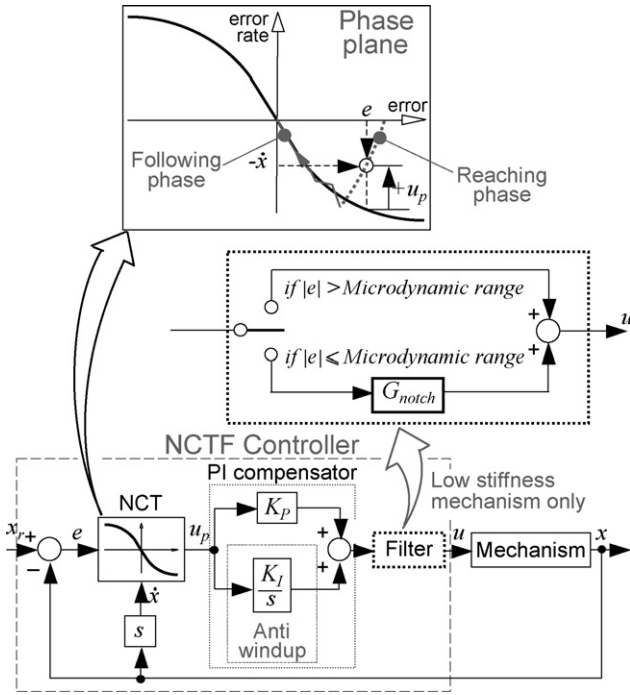 error
rate
Phase
plane
e
error
Following
phase
-ẋ
+u_p
Reaching
phase
if |e| > Microdynamic range
if |e| ⩽ Microdynamic range
G_notch
+
+
u
NCTF Controller
PI compensator
Low stiffness
mechanism only
NCT
x_r
+
−
e
u_p
K_P
+
+
Filter
u
Mechanism
x
K_I
s
Anti
windup
ẋ
s